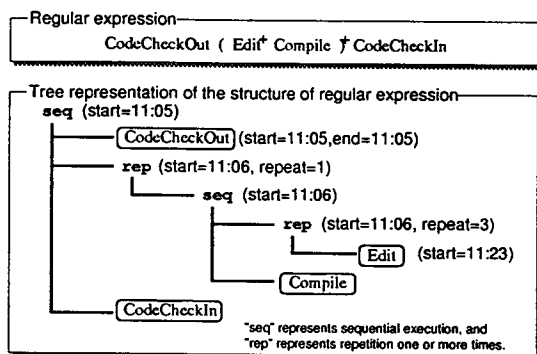 Regular expression
CodeCheckOut ( Edit⁺ Compile )⁺ CodeCheckIn
Tree representation of the structure of regular expression
seq (start=11:05)
CodeCheckOut (start=11:05,end=11:05)
rep (start=11:06, repeat=1)
seq (start=11:06)
rep (start=11:06, repeat=3)
Edit (start=11:23)
Compile
CodeCheckIn
"seq" represents sequential execution, and
"rep" represents repetition one or more times.